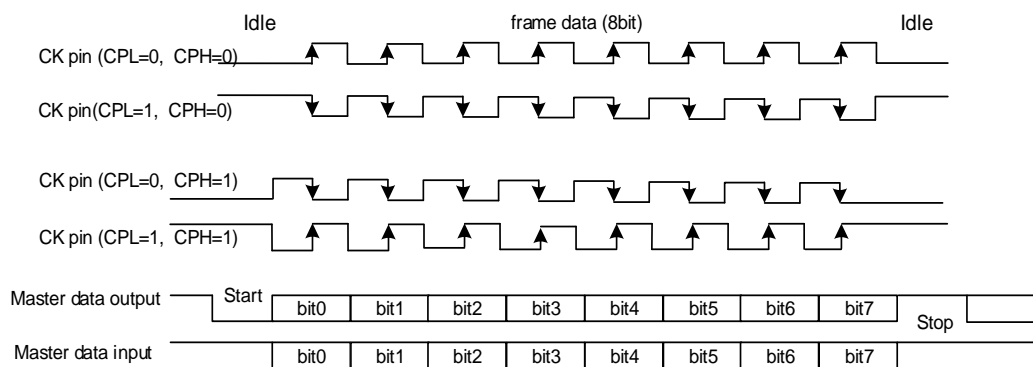 Idle frame data (8bit) Idle
CK pin (CPL=0, CPH=0)
CK pin(CPL=1, CPH=0)
CK pin (CPL=0, CPH=1)
CK pin (CPL=1, CPH=1)
Master data output Start bit0 bit1 bit2 bit3 bit4 bit5 bit6 bit7 Stop
Master data input bit0 bit1 bit2 bit3 bit4 bit5 bit6 bit7